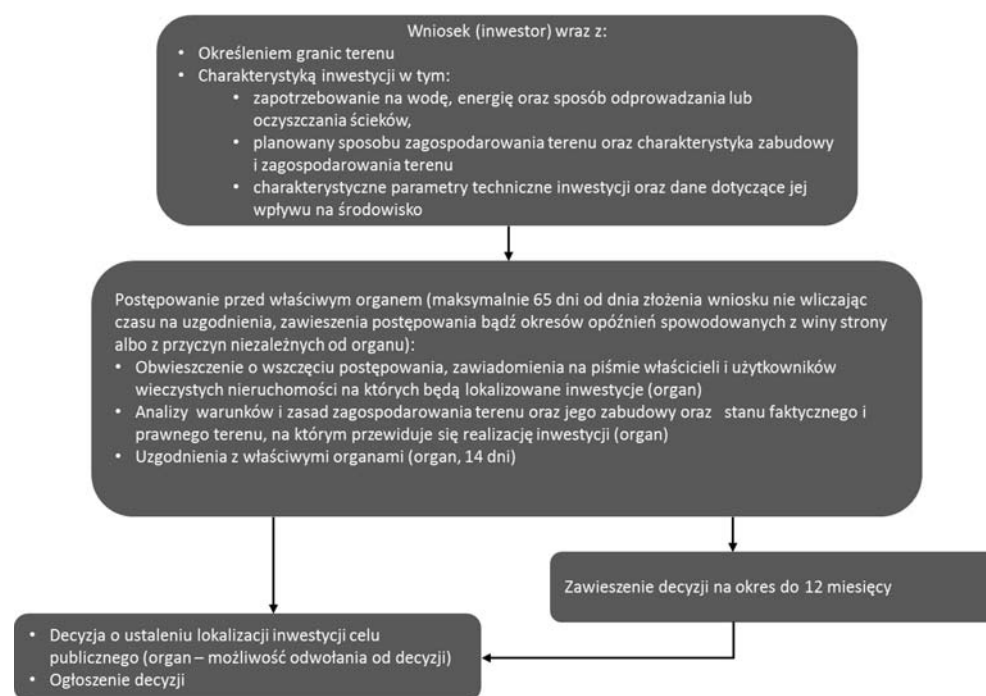 Wniosek (inwestor) wraz z:
• Określeniem granic terenu
• Charakterystyką inwestycji w tym:
• zapotrzebowanie na wodę, energię oraz sposób odprowadzania lub
oczyszczania ścieków,
• planowany sposobu zagospodarowania terenu oraz charakterystyka zabudowy
i zagospodarowania terenu
• charakterystyczne parametry techniczne inwestycji oraz dane dotyczące jej
wpływu na środowisko
Postępowanie przed właściwym organem (maksymalnie 65 dni od dnia złożenia wniosku nie wliczając
czasu na uzgodnienia, zawieszenia postępowania bądź okresów opóźnień spowodowanych z winy strony
albo z przyczyn niezależnych od organu):
• Obwieszczenie o wszczęciu postępowania, zawiadomienia na piśmie właścicieli i użytkowników
wieczystych nieruchomości na których będą lokalizowane inwestycje (organ)
• Analizy warunków i zasad zagospodarowania terenu oraz jego zabudowy oraz stanu faktycznego i
prawnego terenu, na którym przewiduje się realizację inwestycji (organ)
• Uzgodnienia z właściwymi organami (organ, 14 dni)
Zawieszenie decyzji na okres do 12 miesięcy
• Decyzja o ustaleniu lokalizacji inwestycji celu
publicznego (organ – możliwość odwołania od decyzji)
• Ogłoszenie decyzji